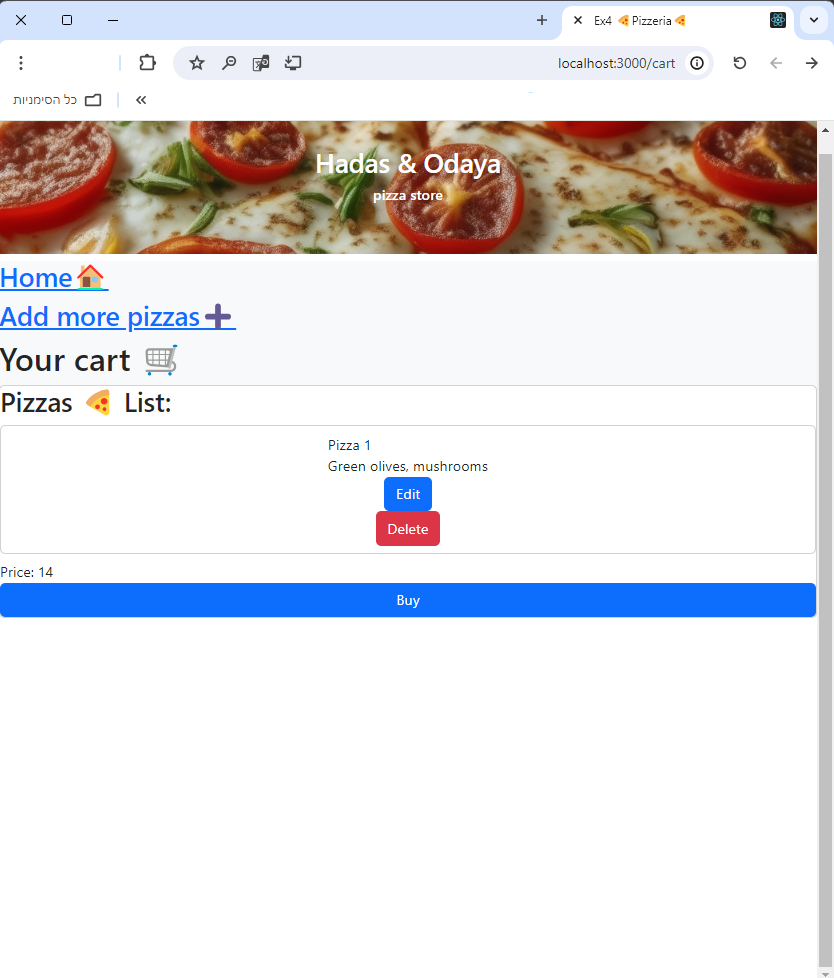 Ex4 🍕 Pizzeria 🍕
localhost:3000/cart
כל הסימניות
Hadas & Odaya
pizza store
Home🏠
Add more pizzas➕
Your cart 🛒
Pizzas 🍕 List:
Pizza 1
Green olives, mushrooms
Edit
Delete
Price: 14
Buy